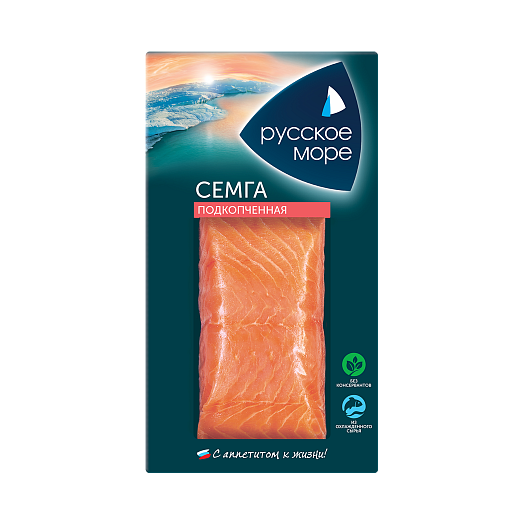 русское
море
СЕМГА
ПОДКОПЧЕННАЯ
БЕЗ
КОНСЕРВАНТОВ
ИЗ
ОХЛАЖДЕННОГО
СЫРЬЯ
С аппетитом к жизни!